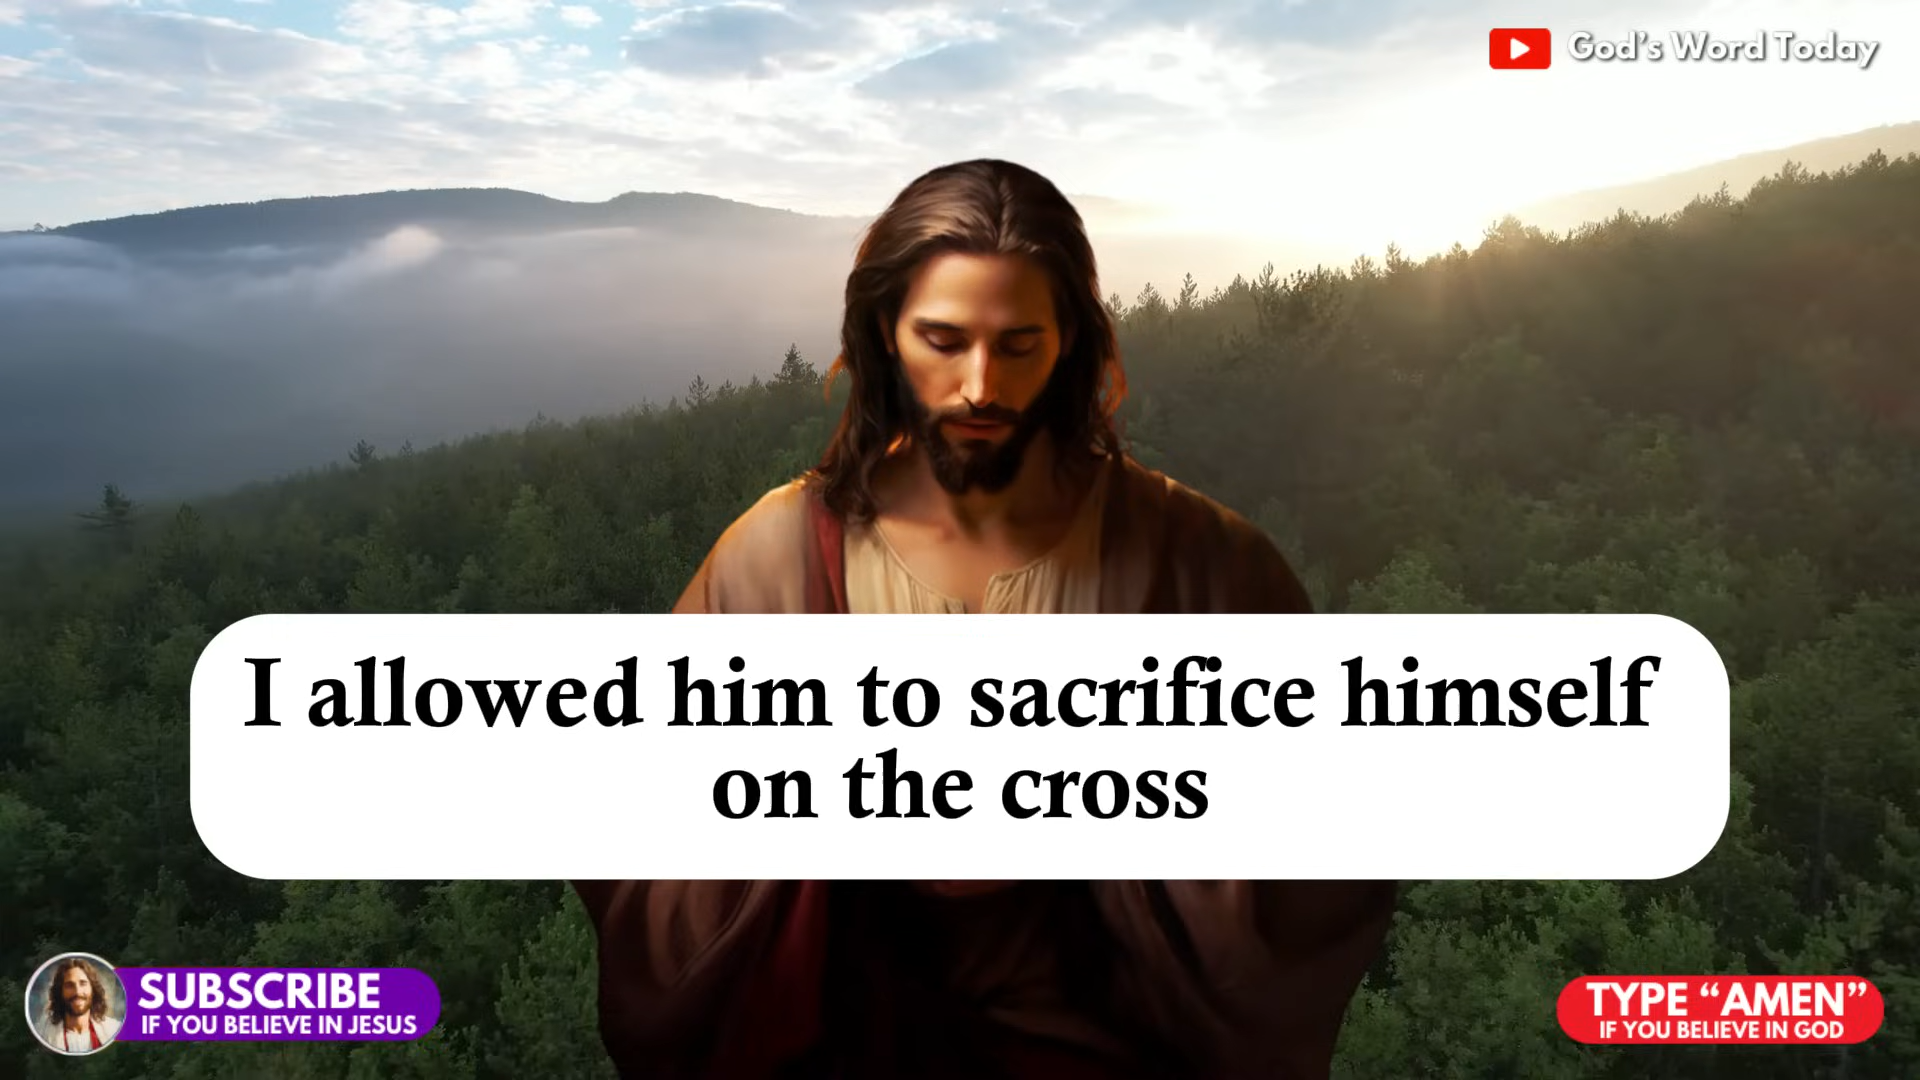 God's Word Today
I allowed him to sacrifice himself
on the cross
SUBSCRIBE
IF YOU BELIEVE IN JESUS
TYPE “AMEN”
IF YOU BELIEVE IN GOD